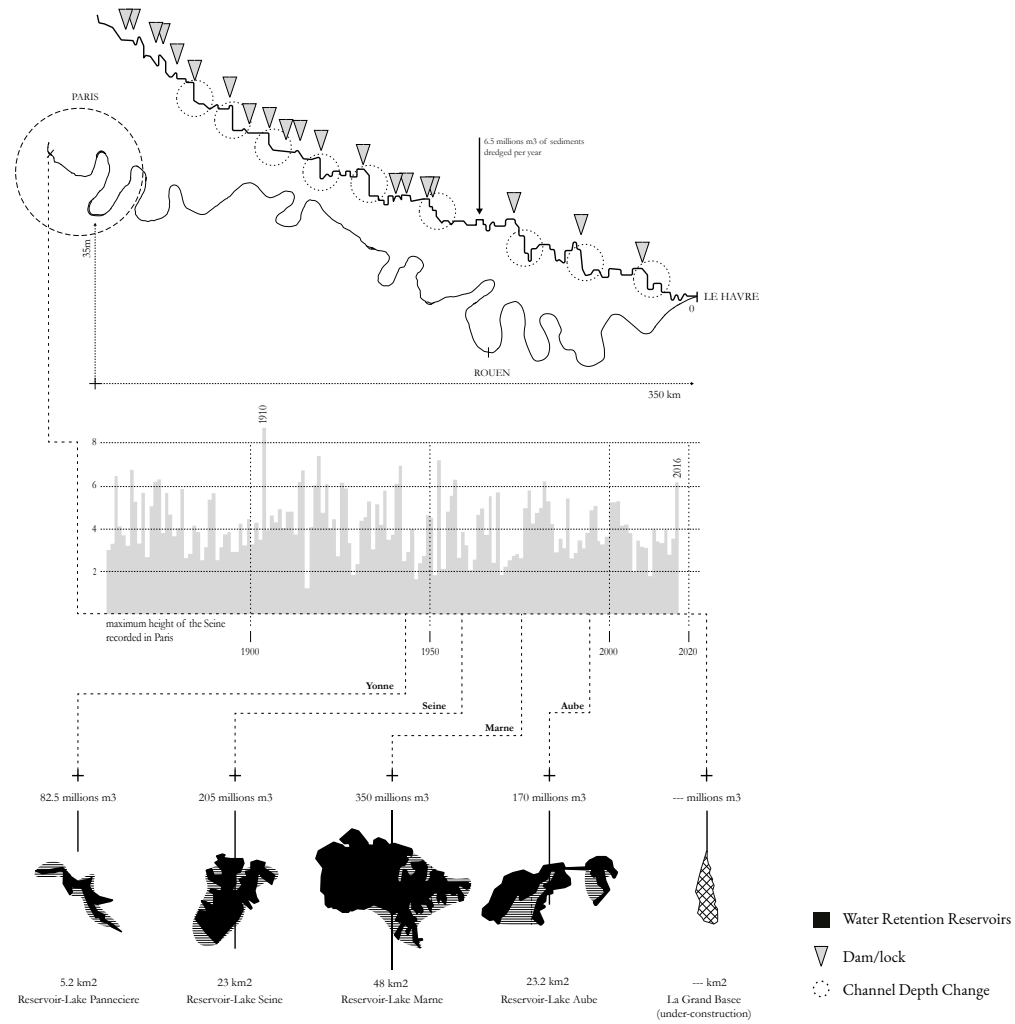 PARIS
6.5 millions m3 of sediments
dredged per year
35m
LE HAVRE
0
ROUEN
350 km
1910
8
2016
6
4
2
maximum height of the Seine
recorded in Paris
1900
1950
2000
2020
Yonne
Seine
Aube
Marne
82.5 millions m3
205 millions m3
350 millions m3
170 millions m3
--- millions m3
Water Retention Reservoirs
Dam/lock
Channel Depth Change
5.2 km2
23 km2
48 km2
23.2 km2
--- km2
Reservoir-Lake Panneciere
Reservoir-Lake Seine
Reservoir-Lake Marne
Reservoir-Lake Aube
La Grand Basee
(under-construction)